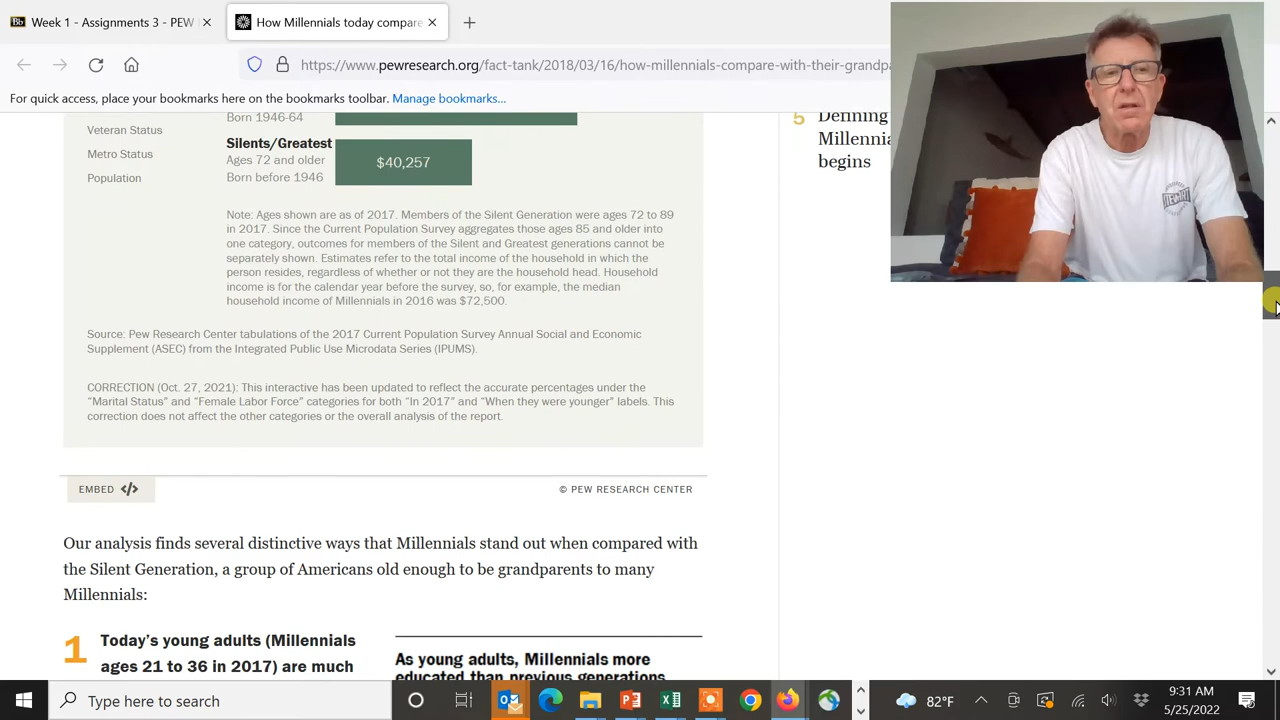 Week 1 - Assignments 3 - PEW
How Millennials today compare
https://www.pewresearch.org/fact-tank/2018/03/16/how-millennials-compare-with-their-grandpa
For quick access, place your bookmarks here on the bookmarks toolbar. Manage bookmarks...
Veteran Status
Metro Status
Population
Born 1946-64
Silents/Greatest
Ages 72 and older
Born before 1946
$40,257
Note: Ages shown are as of 2017. Members of the Silent Generation were ages 72 to 89
in 2017. Since the Current Population Survey aggregates those ages 85 and older into
one category, outcomes for members of the Silent and Greatest generations cannot be
separately shown. Estimates refer to the total income of the household in which the
person resides, regardless of whether or not they are the household head. Household
income is for the calendar year before the survey, so, for example, the median
household income of Millennials in 2016 was $72,500.
Source: Pew Research Center tabulations of the 2017 Current Population Survey Annual Social and Economic
Supplement (ASEC) from the Integrated Public Use Microdata Series (IPUMS).
CORRECTION (Oct. 27, 2021): This interactive has been updated to reflect the accurate percentages under the
"Marital Status" and "Female Labor Force" categories for both "In 2017" and "When they were younger" labels. This
correction does not affect the other categories or the overall analysis of the report.
EMBED </>
© PEW RESEARCH CENTER
5
begins
Our analysis finds several distinctive ways that Millennials stand out when compared with
the Silent Generation, a group of Americans old enough to be grandparents to many
Millennials:
1 Today's young adults (Millennials
ages 21 to 36 in 2017) are much
As young adults, Millennials more
educated than previous generations
Type here to search
82°F
9:31 AM
5/25/2022